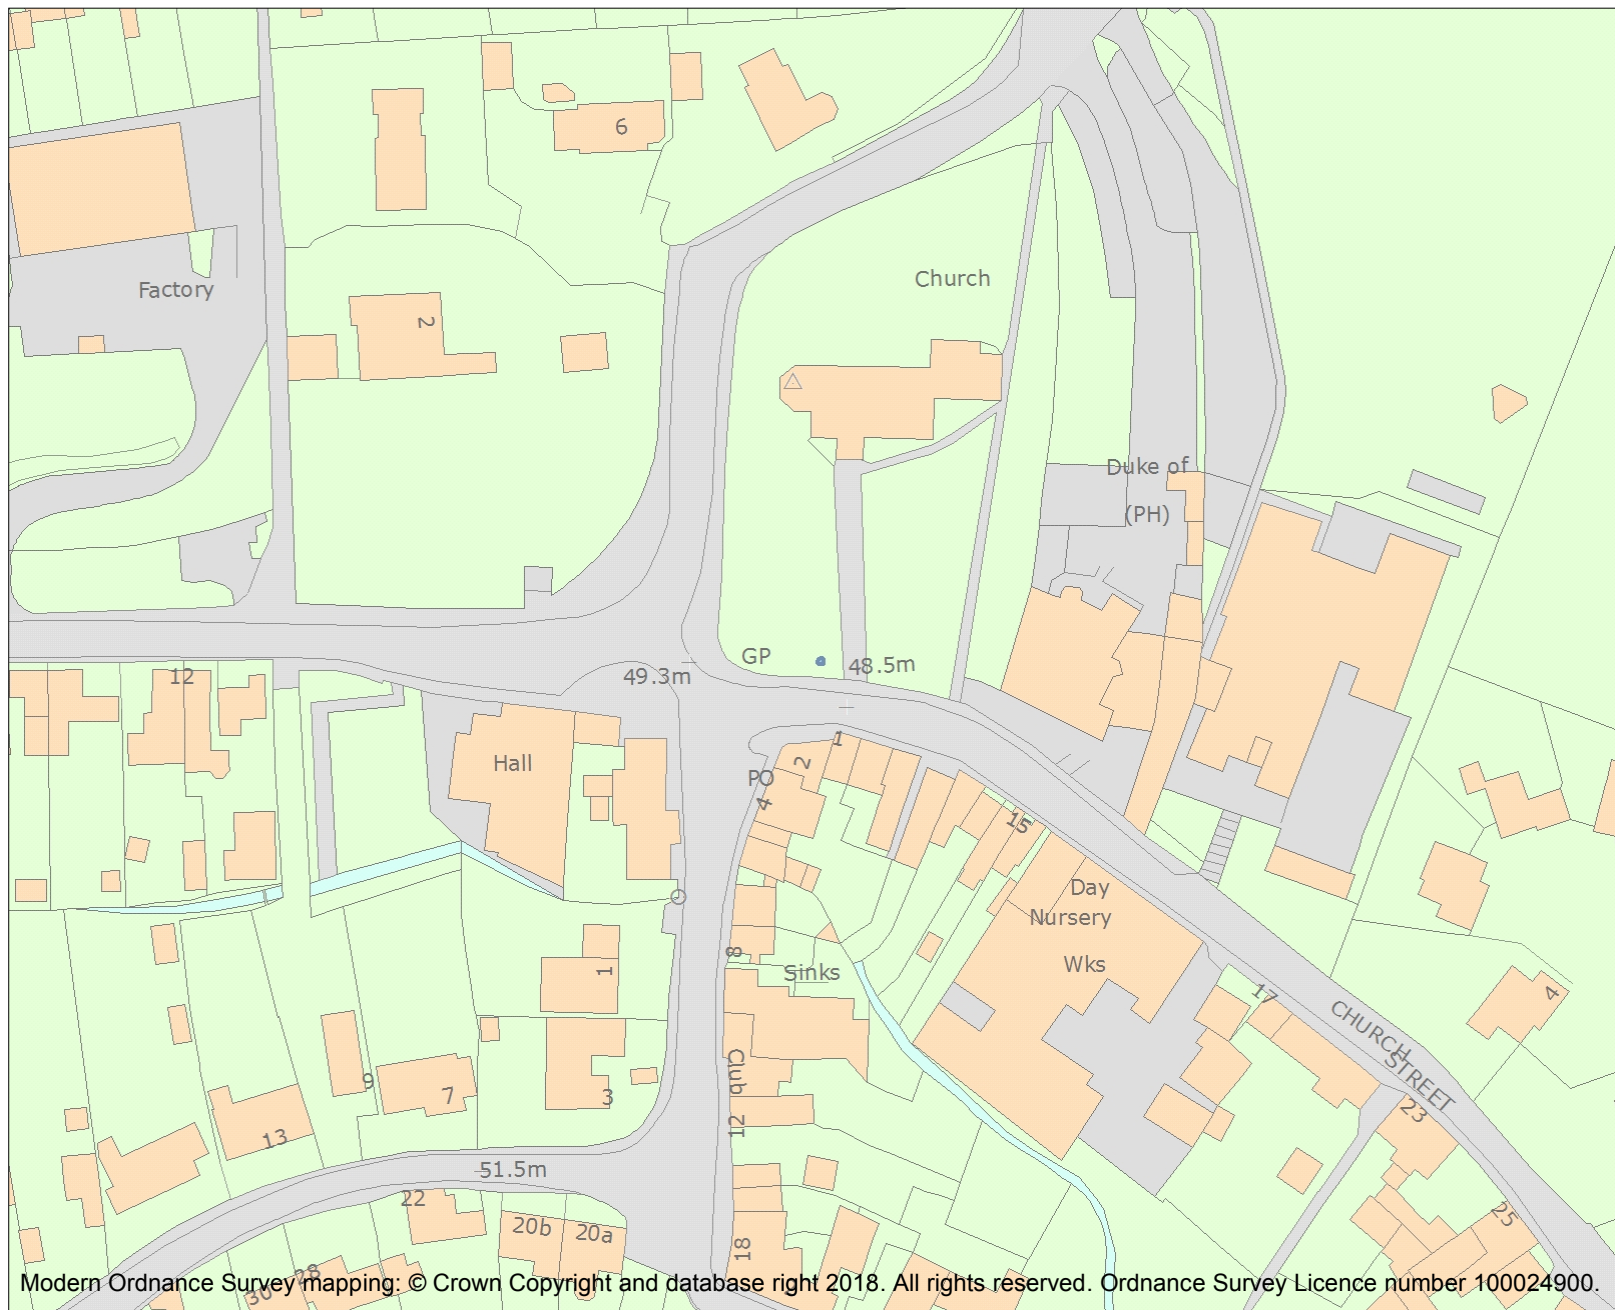 6
Church
Factory
2
Duke of
(PH)
GP
48.5m
49.3m
12
Hall
1
2
PO
4
15
Day
Nursery
Wks
8
Sinks
1
17
4
CHURCH
STREET
Club
9
7
3
23
12
13
51.5m
22
20b
20a
25
18
28
30
Modern Ordnance Survey mapping: © Crown Copyright and database right 2018. All rights reserved. Ordnance Survey Licence number 100024900.